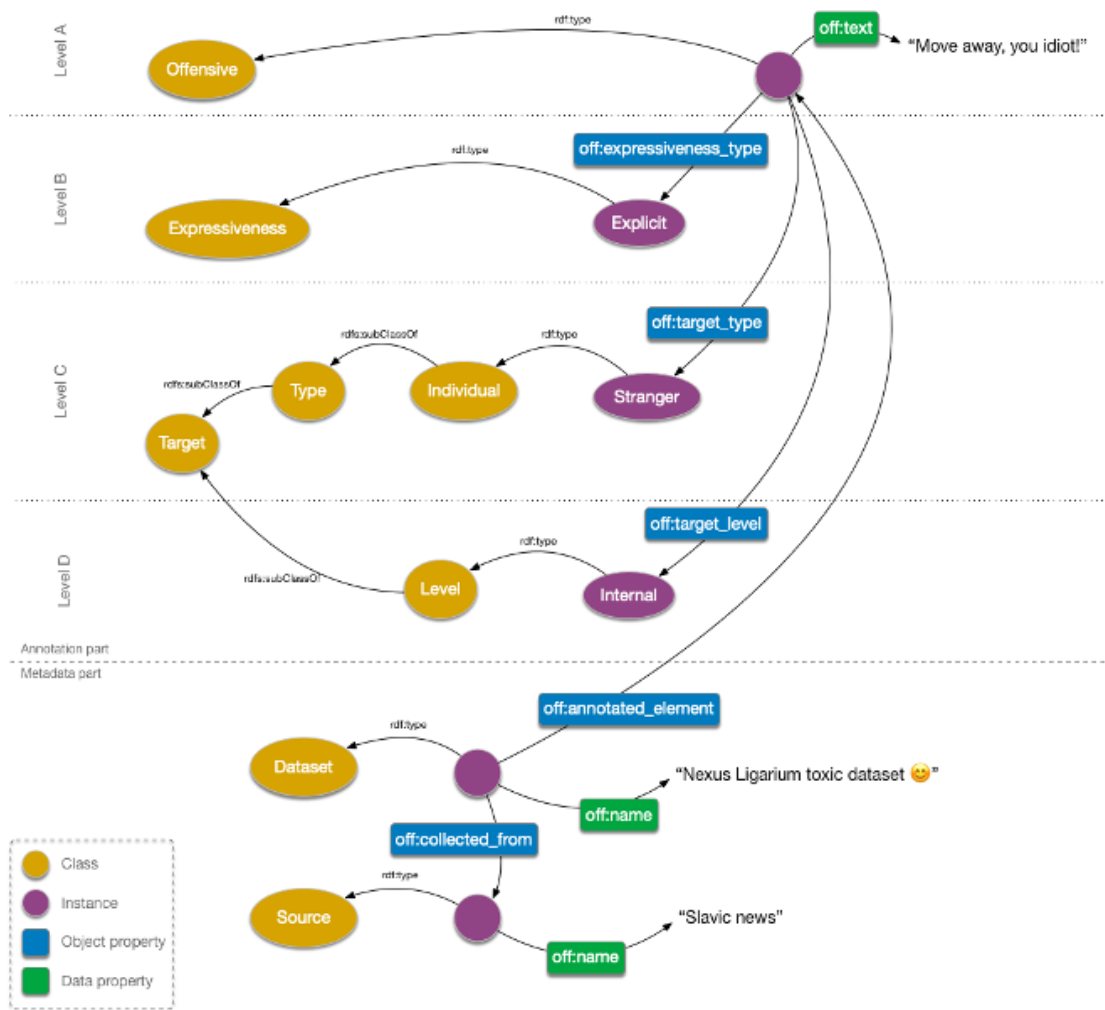 Level A
rdf:type
off:text
"Move away, you idiot!"
Offensive
Level B
rdf:type
off:expressiveness_type
Expressiveness
Explicit
Level C
rdfs:subClassOf
rdf:type
off:target_type
rdfs:subClassOf
Type
Individual
Stranger
Target
Level D
rdf:type
off:target_level
rdfs:subClassOf
Level
Internal
Annotation part
Metadata part
off:annotated_element
rdf:type
Dataset
"Nexus Ligarium toxic dataset 😊"
off:name
off:collected_from
rdf:type
Source
"Slavic news"
off:name
Class
Instance
Object property
Data property